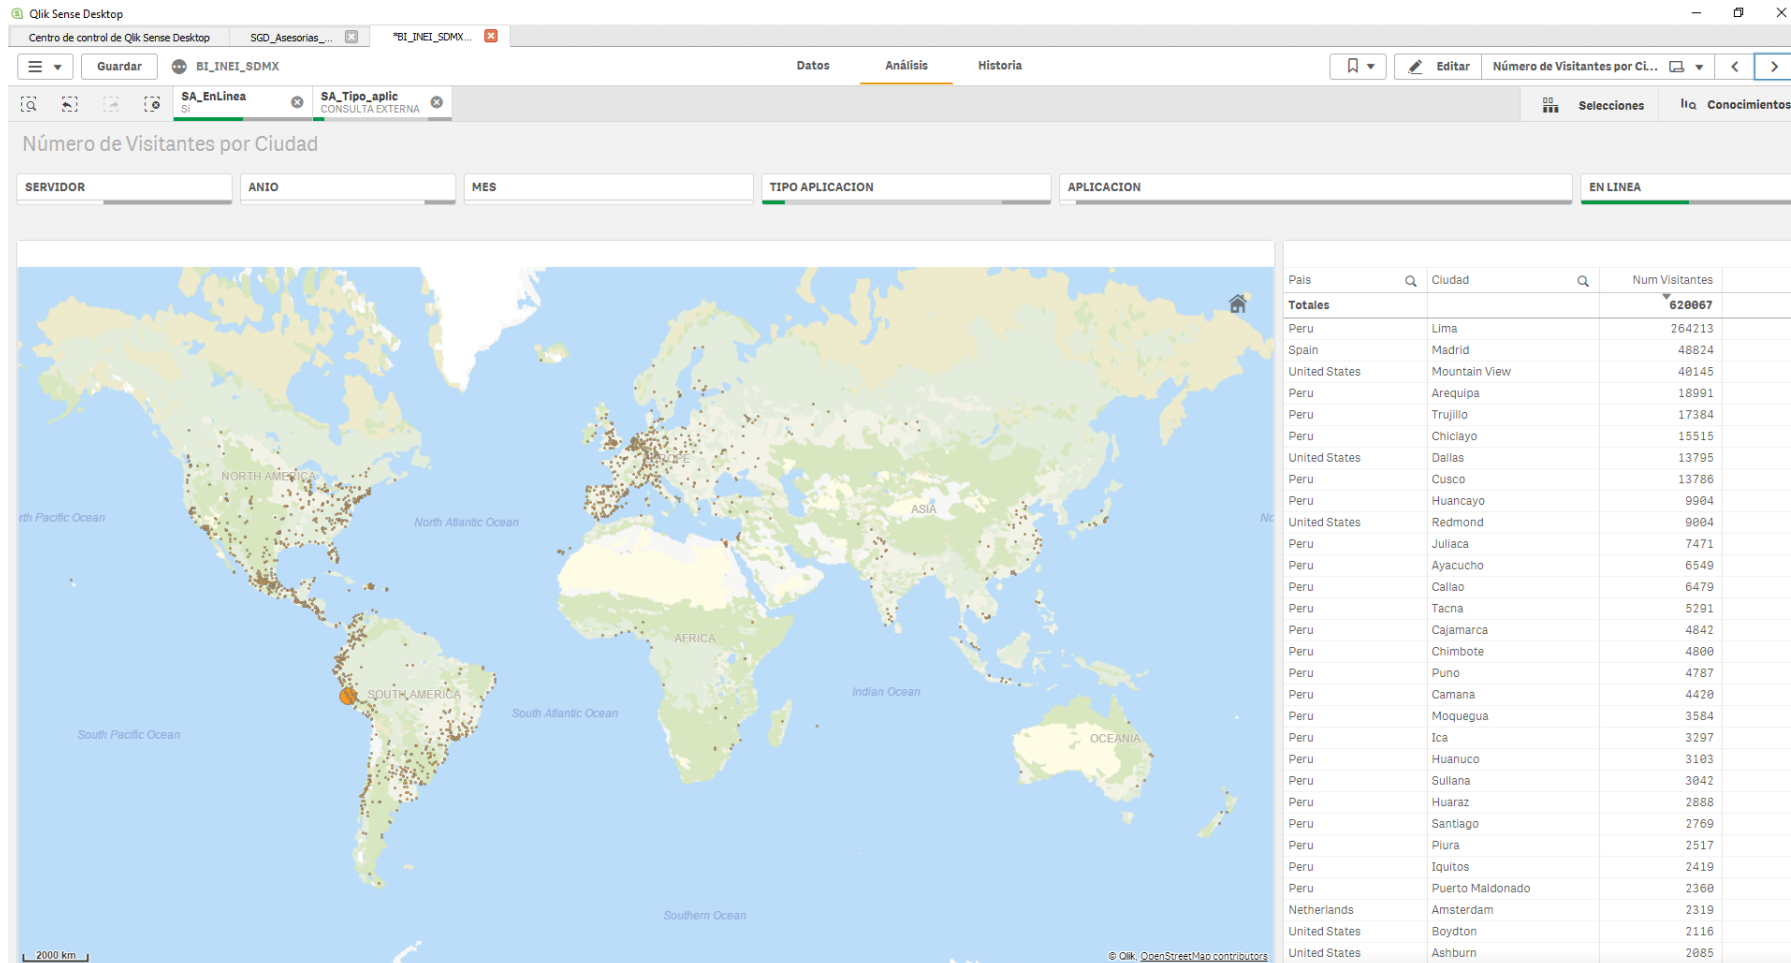 Qlik Sense Desktop
Centro de control de Qlik Sense Desktop
SGD_Asesorias_...
*BI_INEI_SDMX...
Guardar
BI_INEI_SDMX
Datos
Análisis
Historia
Editar
Número de Visitantes por Ci...
SA_EnLinea
Si
SA_Tipo_aplic
CONSULTA EXTERNA
Selecciones
Conocimientos
Número de Visitantes por Ciudad
SERVIDOR
ANIO
MES
TIPO APLICACION
APLICACION
EN LINEA
NORTH AMERICA
EUROPE
ASIA
rth Pacific Ocean
North Atlantic Ocean
No
AFRICA
SOUTH AMERICA
Indian Ocean
South Atlantic Ocean
South Pacific Ocean
OCEANIA
Southern Ocean
2000 km
© Qlik, OpenStreetMap contributors
Pais Ciudad Num Visitantes
Totales 620067
Peru Lima 264213
Spain Madrid 48824
United States Mountain View 40145
Peru Arequipa 18991
Peru Trujillo 17384
Peru Chiclayo 15515
United States Dallas 13795
Peru Cusco 13786
Peru Huancayo 9904
United States Redmond 9004
Peru Juliaca 7471
Peru Ayacucho 6549
Peru Callao 6479
Peru Tacna 5291
Peru Cajamarca 4842
Peru Chimbote 4800
Peru Puno 4787
Peru Camana 4420
Peru Moquegua 3584
Peru Ica 3297
Peru Huanuco 3103
Peru Sullana 3042
Peru Huaraz 2888
Peru Santiago 2769
Peru Piura 2517
Peru Iquitos 2419
Peru Puerto Maldonado 2360
Netherlands Amsterdam 2319
United States Boydton 2116
United States Ashburn 2085